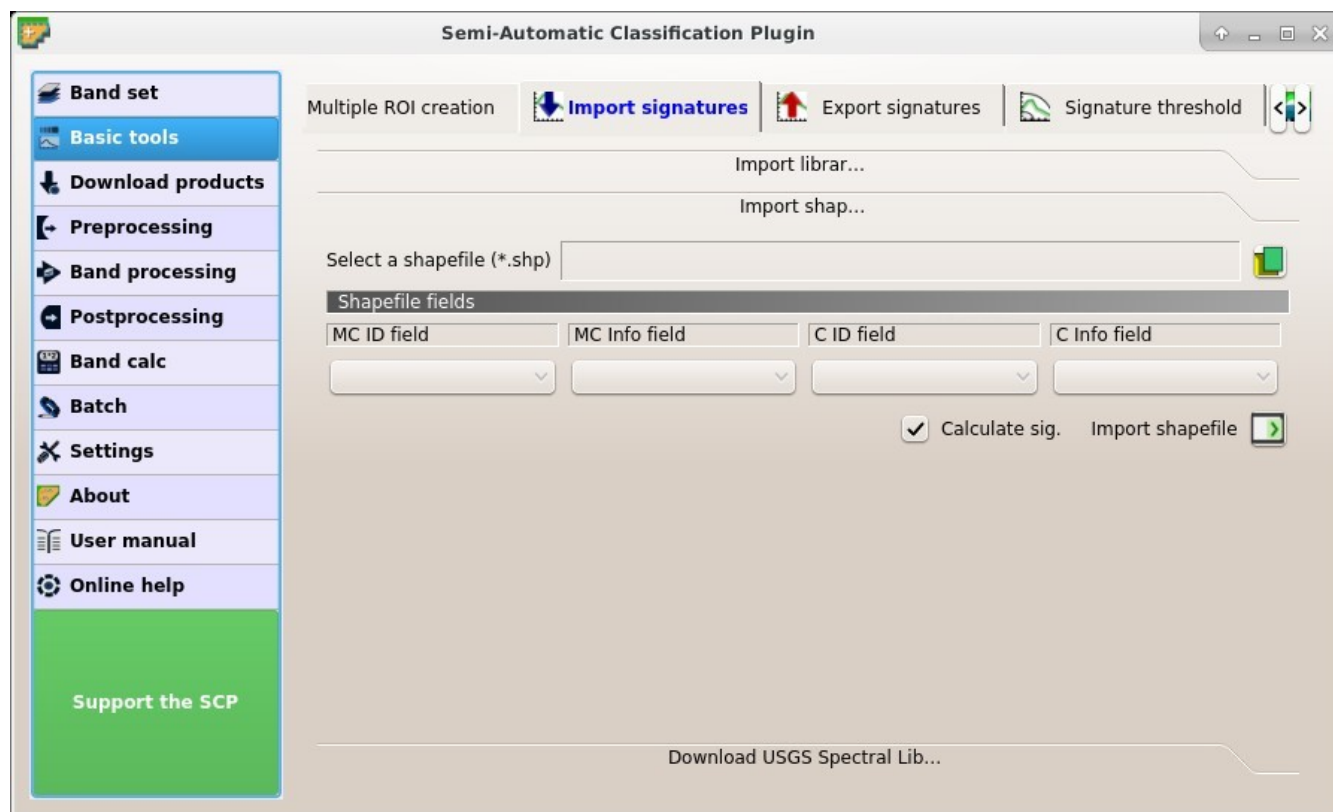 Semi-Automatic Classification Plugin
Band set
Basic tools
Download products
Preprocessing
Band processing
Postprocessing
Band calc
Batch
Settings
About
User manual
Online help
Support the SCP
Multiple ROI creation Import signatures Export signatures Signature threshold
Import librar...
Import shap...
Select a shapefile (*.shp)
Shapefile fields
MC ID field MC Info field C ID field C Info field
Calculate sig. Import shapefile
Download USGS Spectral Lib...